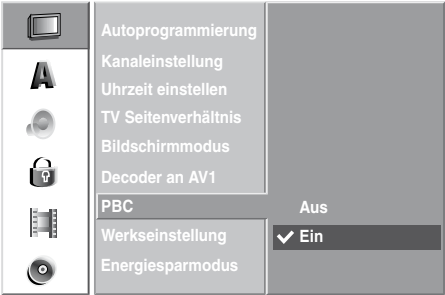 Autoprogrammierung
Kanaleinstellung
Uhrzeit einstellen
TV Seitenverhältnis
Bildschirmmodus
Decoder an AV1
PBC
Aus
Werkseinstellung
Ein
Energiesparmodus
A